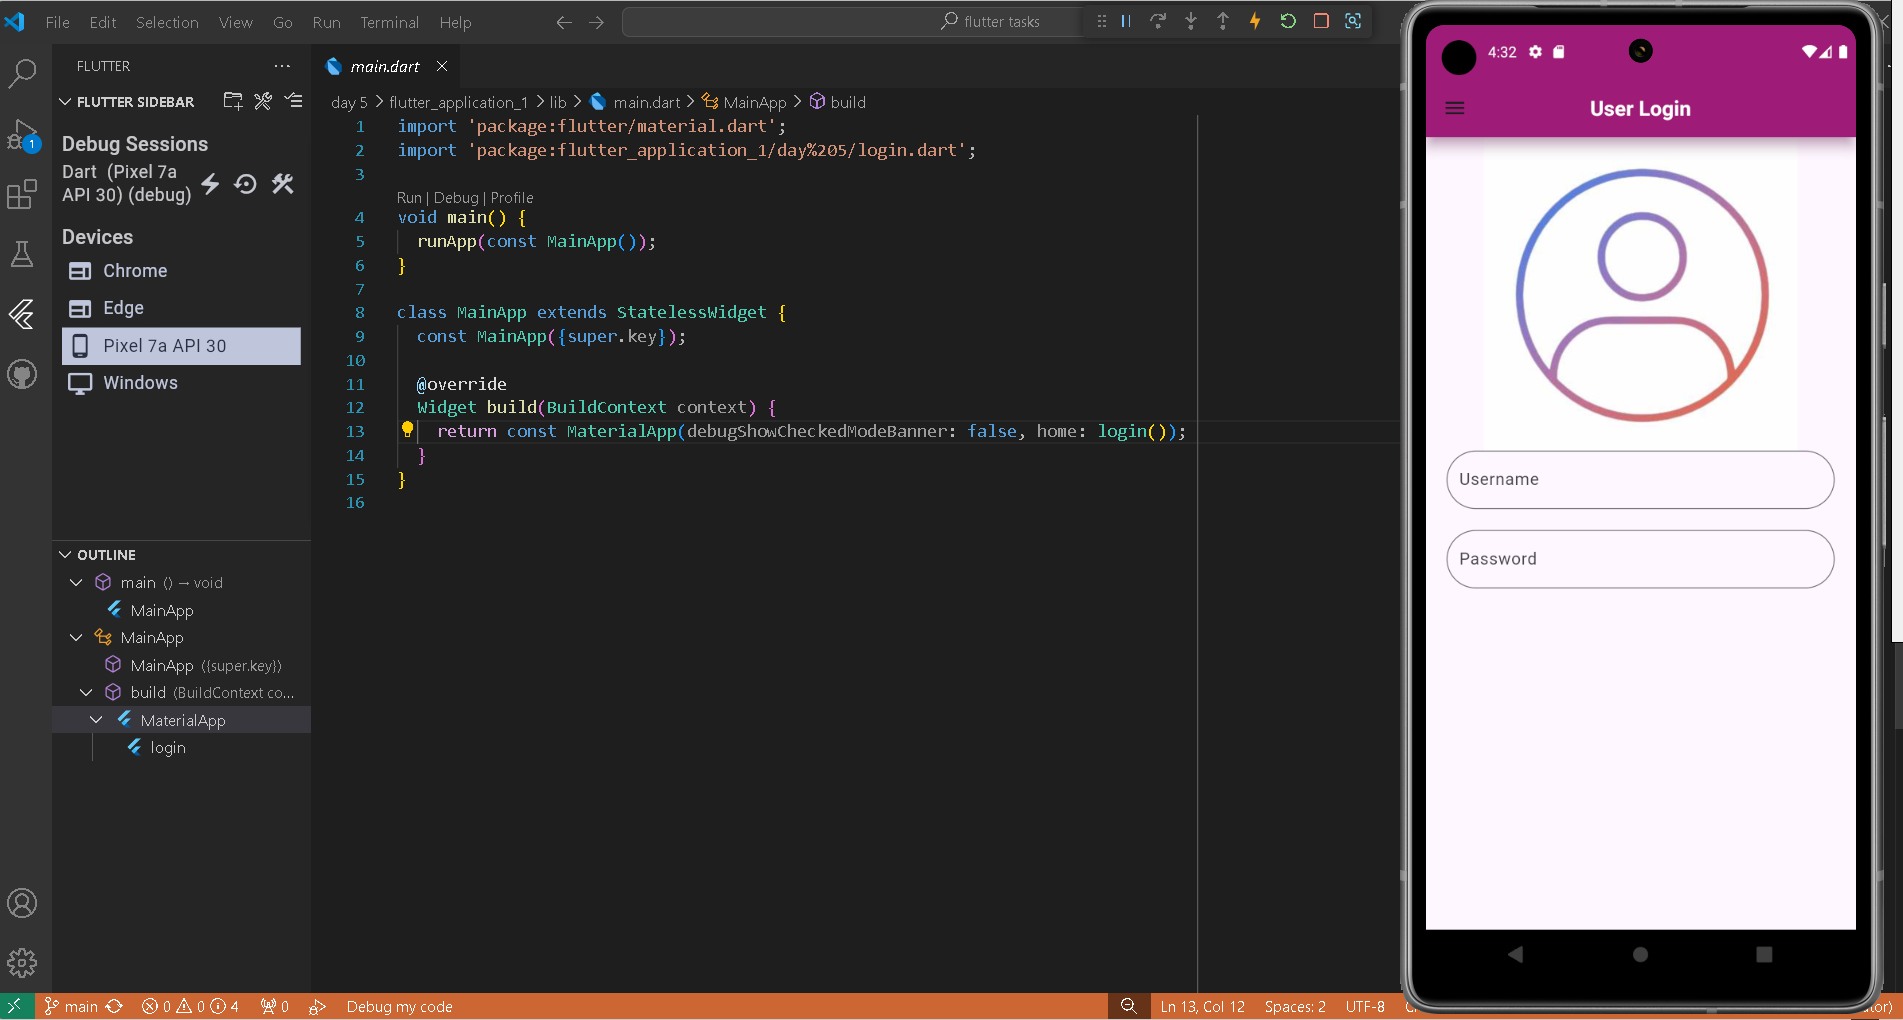 File Edit Selection View Go Run Terminal Help
flutter tasks
FLUTTER
FLUTTER SIDEBAR
Debug Sessions
Dart (Pixel 7a
API 30) (debug)
Devices
Chrome
Edge
Pixel 7a API 30
Windows
OUTLINE
main () → void
MainApp
MainApp
MainApp ({super.key})
build (BuildContext co...
MaterialApp
login
1
main.dart
day 5 > flutter_application_1 > lib > main.dart > MainApp > build
1 import 'package:flutter/material.dart';
2 import 'package:flutter_application_1/day%205/login.dart';
3
Run | Debug | Profile
4 void main() {
5 runApp(const MainApp());
6 }
7
8 class MainApp extends StatelessWidget {
9 const MainApp({super.key});
10
11 @override
12 Widget build(BuildContext context) {
13 return const MaterialApp(debugShowCheckedModeBanner: false, home: login());
14 }
15 }
16
4:32
User Login
Username
Password
main 0 0 4 0 Debug my code Ln 13, Col 12 Spaces: 2 UTF-8